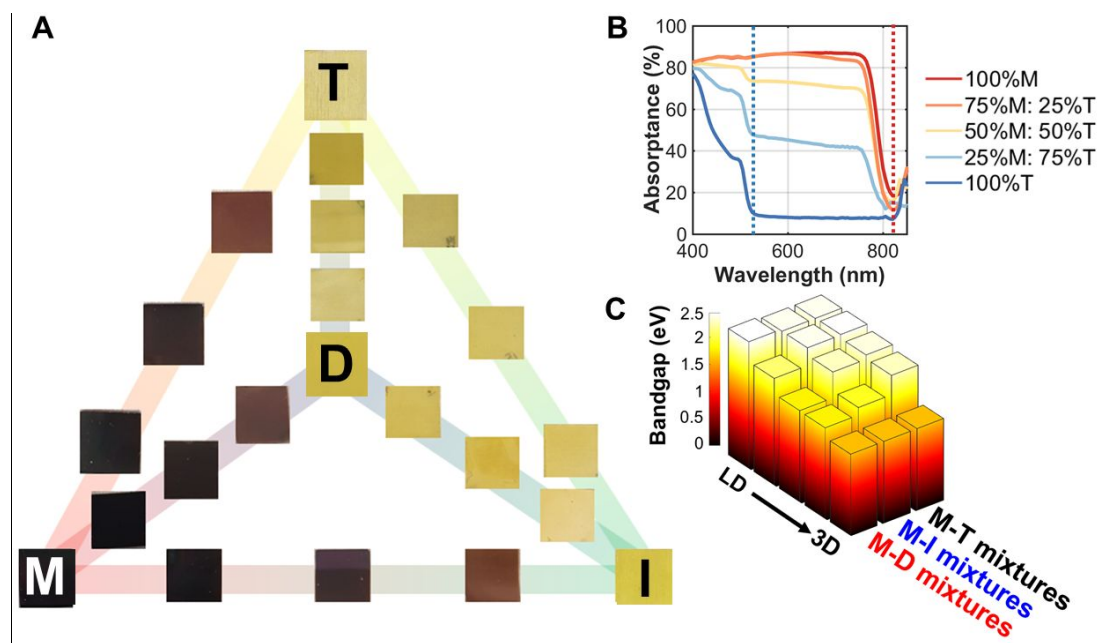 A
T
D
M
I
B
100
80
60
40
20
0
Absorptance (%)
400
600
800
Wavelength (nm)
100%M
75%M: 25%T
50%M: 50%T
25%M: 75%T
100%T
C
Bandgap (eV)
2.5
2
1.5
1
0.5
0
LD
3D
M-T mixtures
M-I mixtures
M-D mixtures